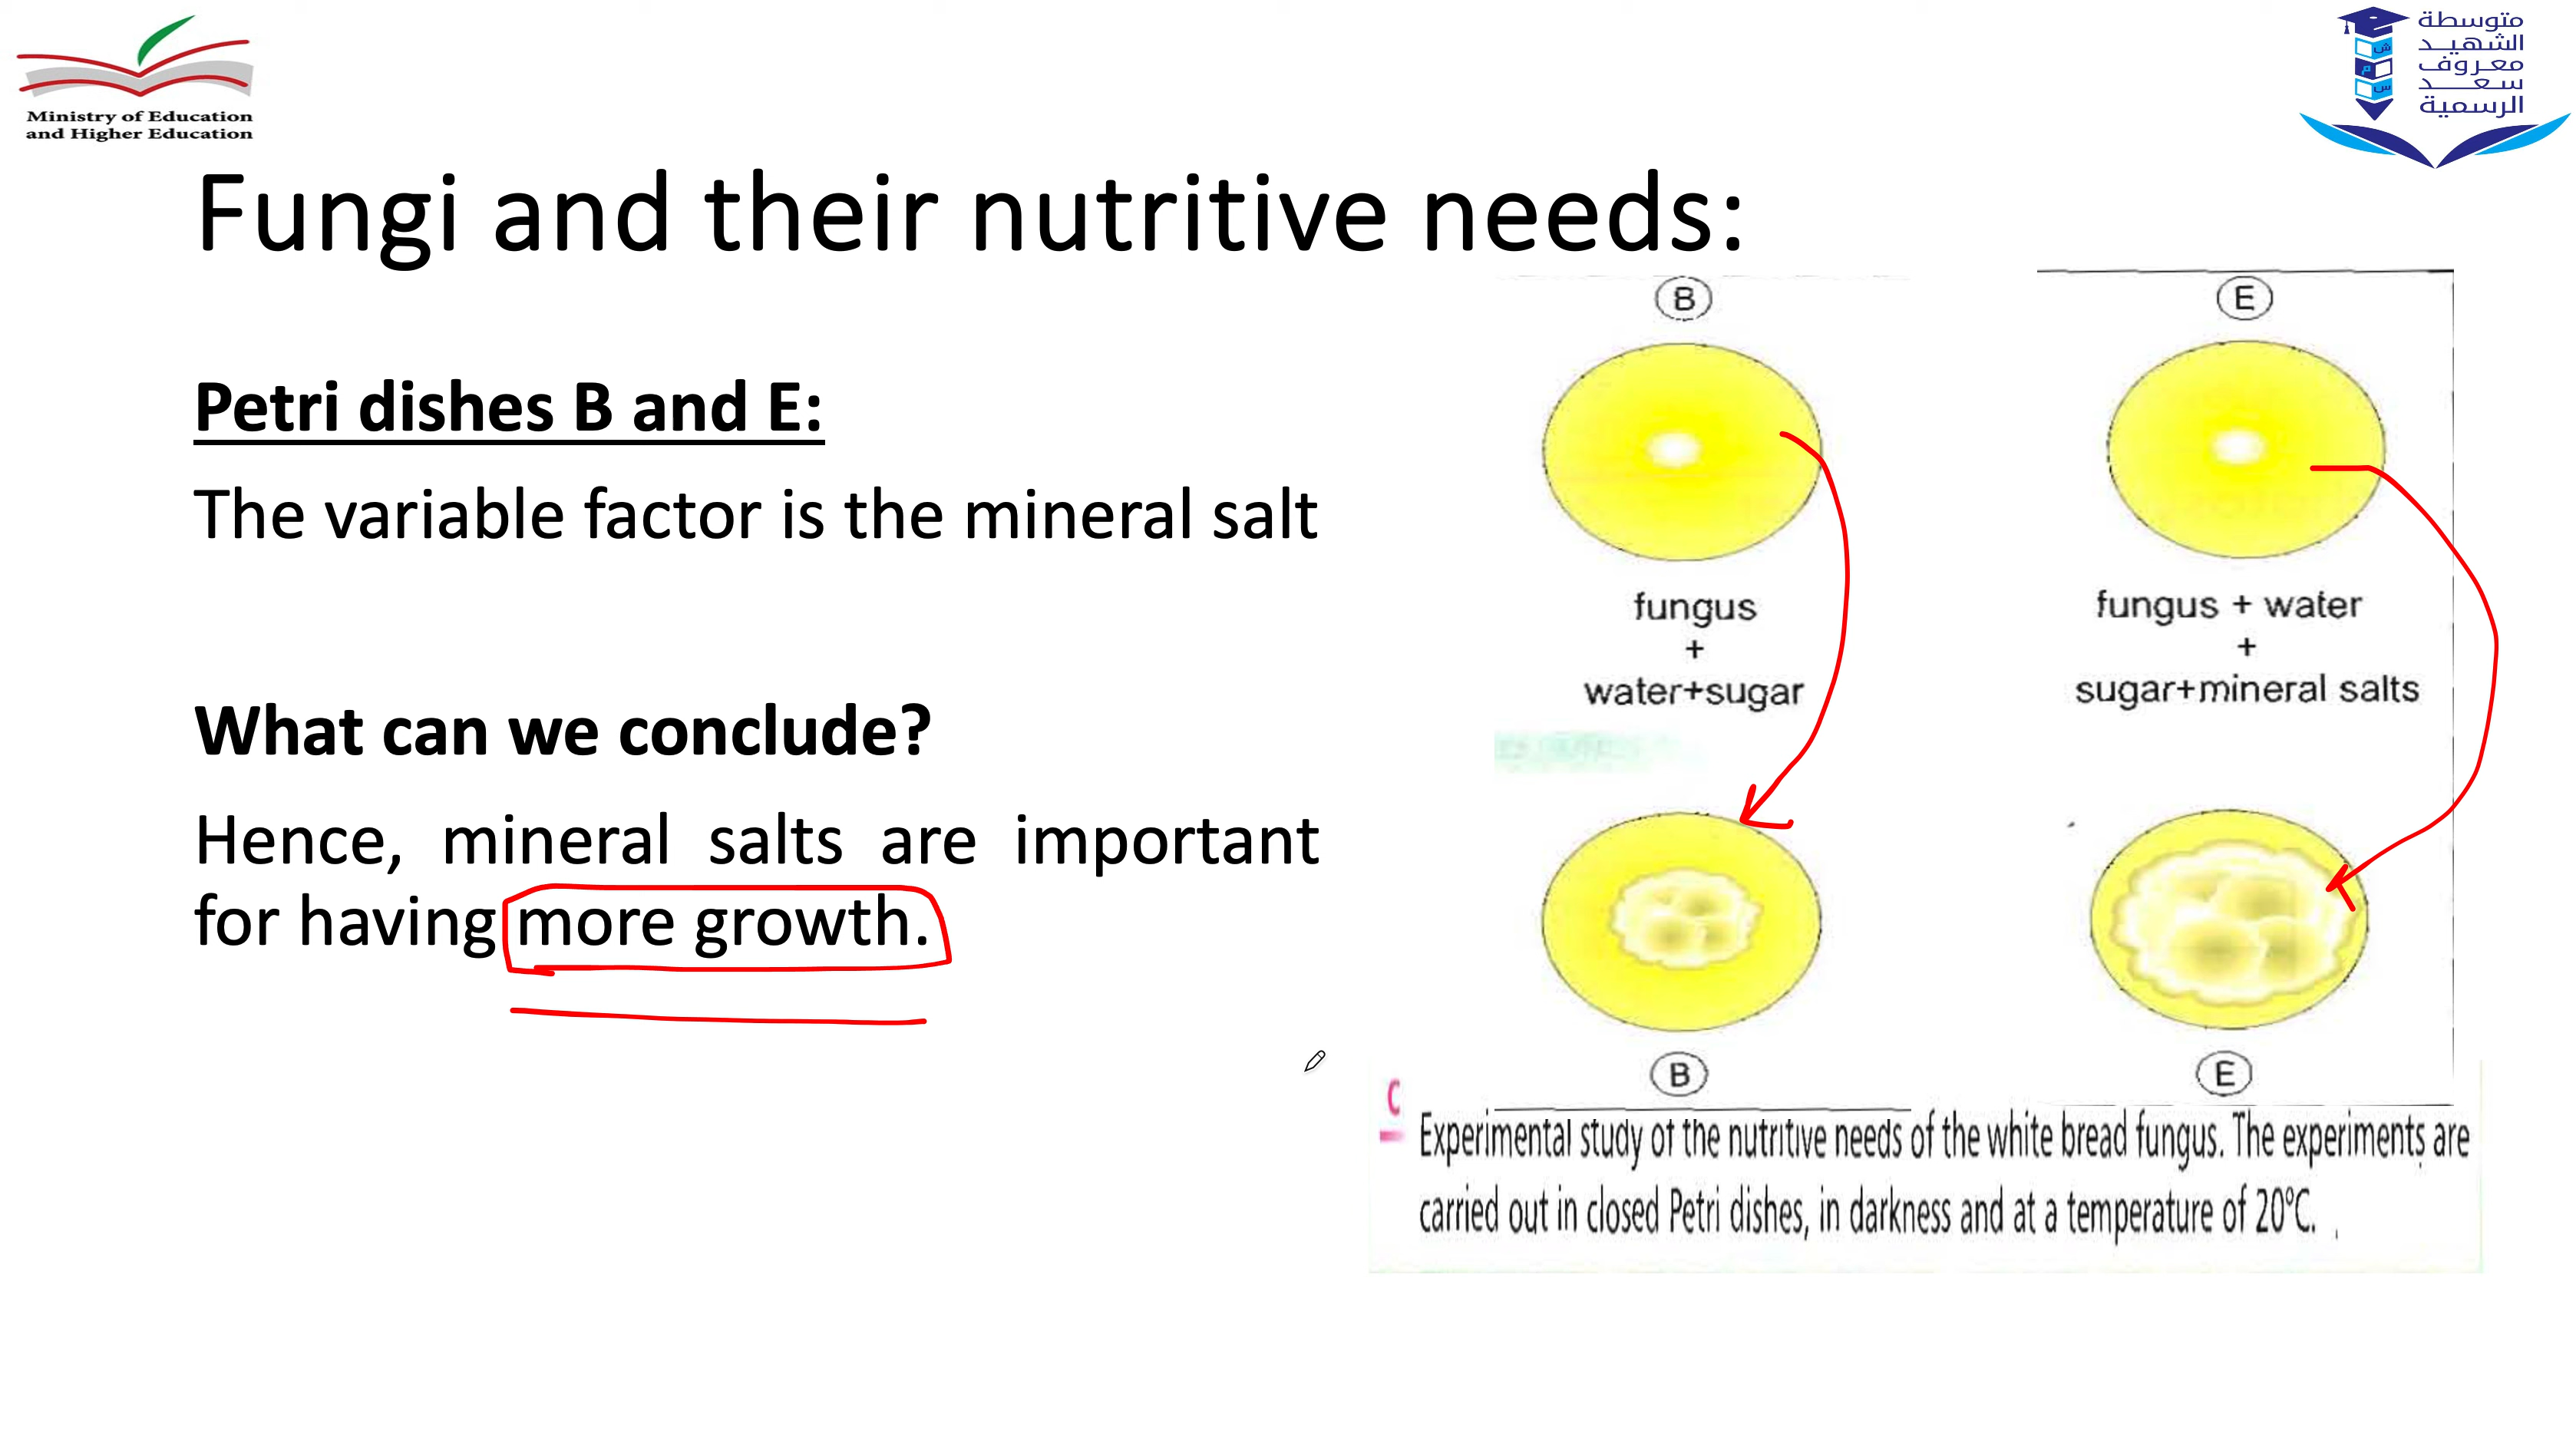 Ministry of Education
and Higher Education
متوسطة
الشهيد
معروف
سعد
الرسمية
ش
م
س
Fungi and their nutritive needs:
Petri dishes B and E:
The variable factor is the mineral salt
What can we conclude?
Hence, mineral salts are important
for having more growth.
B
E
fungus
+
water+sugar
fungus + water
+
sugar+mineral salts
B
E
C
Experimental study of the nutritive needs of the white bread fungus. The experiments are
carried out in closed Petri dishes, in darkness and at a temperature of 20°C.